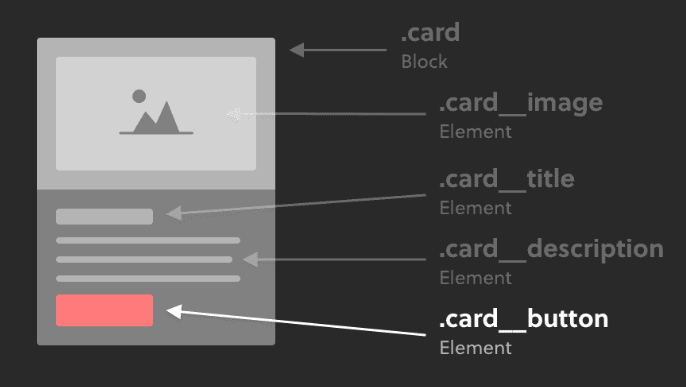 .card
Block
.card__image
Element
.card__title
Element
.card__description
Element
.card__button
Element